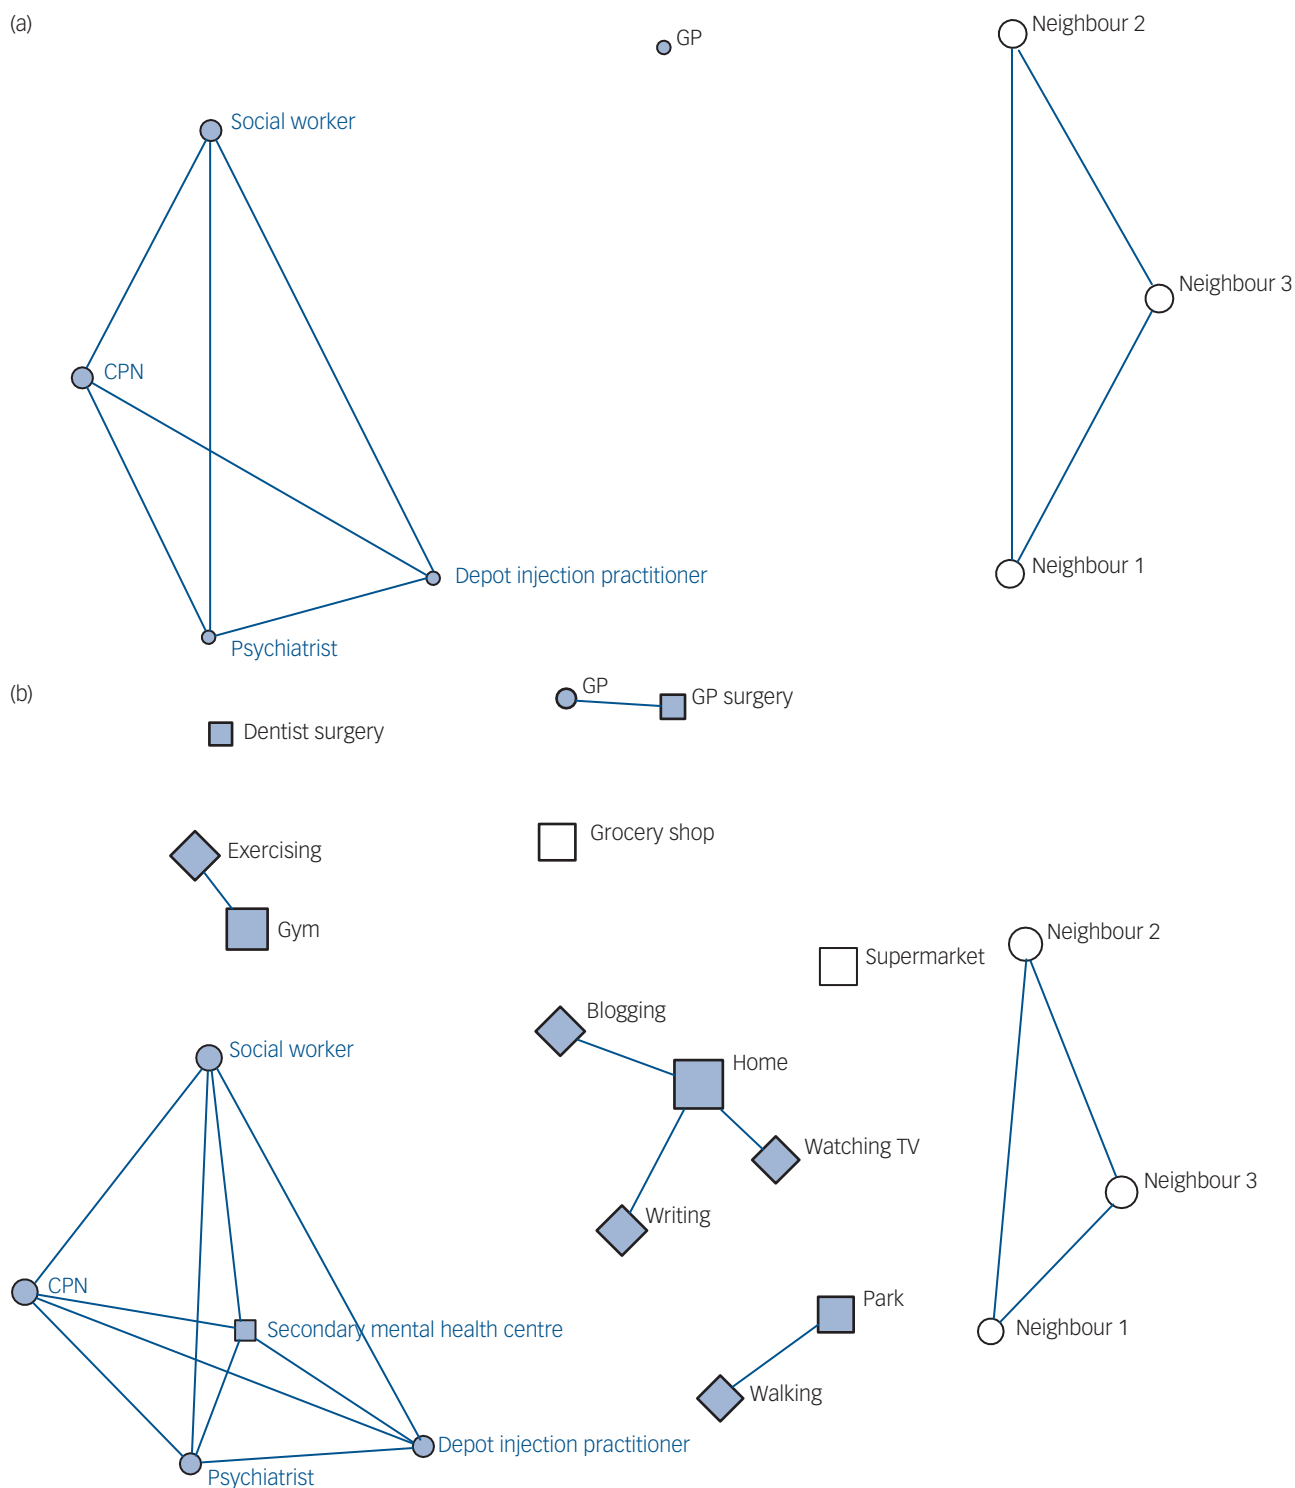 (a)
GP
Neighbour 2
Social worker
Neighbour 3
CPN
Neighbour 1
Depot injection practitioner
Psychiatrist
(b)
GP
GP surgery
Dentist surgery
Grocery shop
Exercising
Gym
Neighbour 2
Supermarket
Blogging
Social worker
Home
Watching TV
Neighbour 3
Writing
CPN
Park
Neighbour 1
Secondary mental health centre
Walking
Depot injection practitioner
Psychiatrist